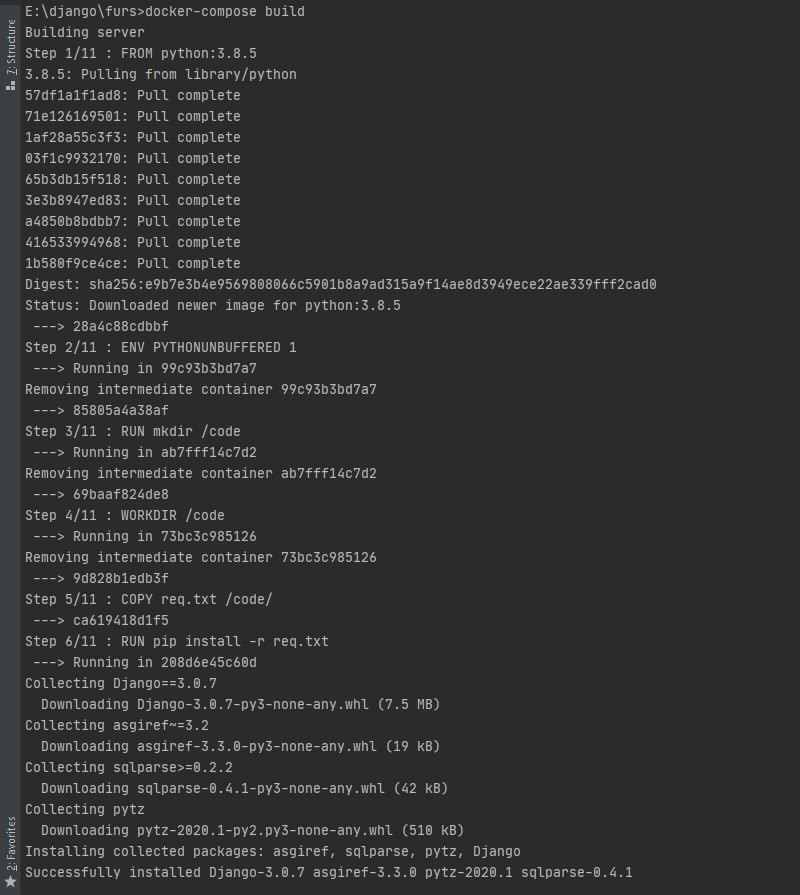 E:\django\furs>docker-compose build
Building server
Step 1/11 : FROM python:3.8.5
3.8.5: Pulling from library/python
57df1a1f1ad8: Pull complete
71e126169501: Pull complete
1af28a55c3f3: Pull complete
03f1c9932170: Pull complete
65b3db15f518: Pull complete
3e3b8947ed83: Pull complete
a4850b8bdbb7: Pull complete
416533994968: Pull complete
1b580f9ce4ce: Pull complete
Digest: sha256:e9b7e3b4e9569808066c5901b8a9ad315a9f14ae8d3949ece22ae339fff2cad0
Status: Downloaded newer image for python:3.8.5
 ---> 28a4c88cdbbf
Step 2/11 : ENV PYTHONUNBUFFERED 1
 ---> Running in 99c93b3bd7a7
Removing intermediate container 99c93b3bd7a7
 ---> 85805a4a38af
Step 3/11 : RUN mkdir /code
 ---> Running in ab7fff14c7d2
Removing intermediate container ab7fff14c7d2
 ---> 69baaf824de8
Step 4/11 : WORKDIR /code
 ---> Running in 73bc3c985126
Removing intermediate container 73bc3c985126
 ---> 9d828b1edb3f
Step 5/11 : COPY req.txt /code/
 ---> ca619418d1f5
Step 6/11 : RUN pip install -r req.txt
 ---> Running in 208d6e45c60d
Collecting Django==3.0.7
  Downloading Django-3.0.7-py3-none-any.whl (7.5 MB)
Collecting asgiref~=3.2
  Downloading asgiref-3.3.0-py3-none-any.whl (19 kB)
Collecting sqlparse>=0.2.2
  Downloading sqlparse-0.4.1-py3-none-any.whl (42 kB)
Collecting pytz
  Downloading pytz-2020.1-py2.py3-none-any.whl (510 kB)
Installing collected packages: asgiref, sqlparse, pytz, Django
Successfully installed Django-3.0.7 asgiref-3.3.0 pytz-2020.1 sqlparse-0.4.1
7: Structure
2: Favorites